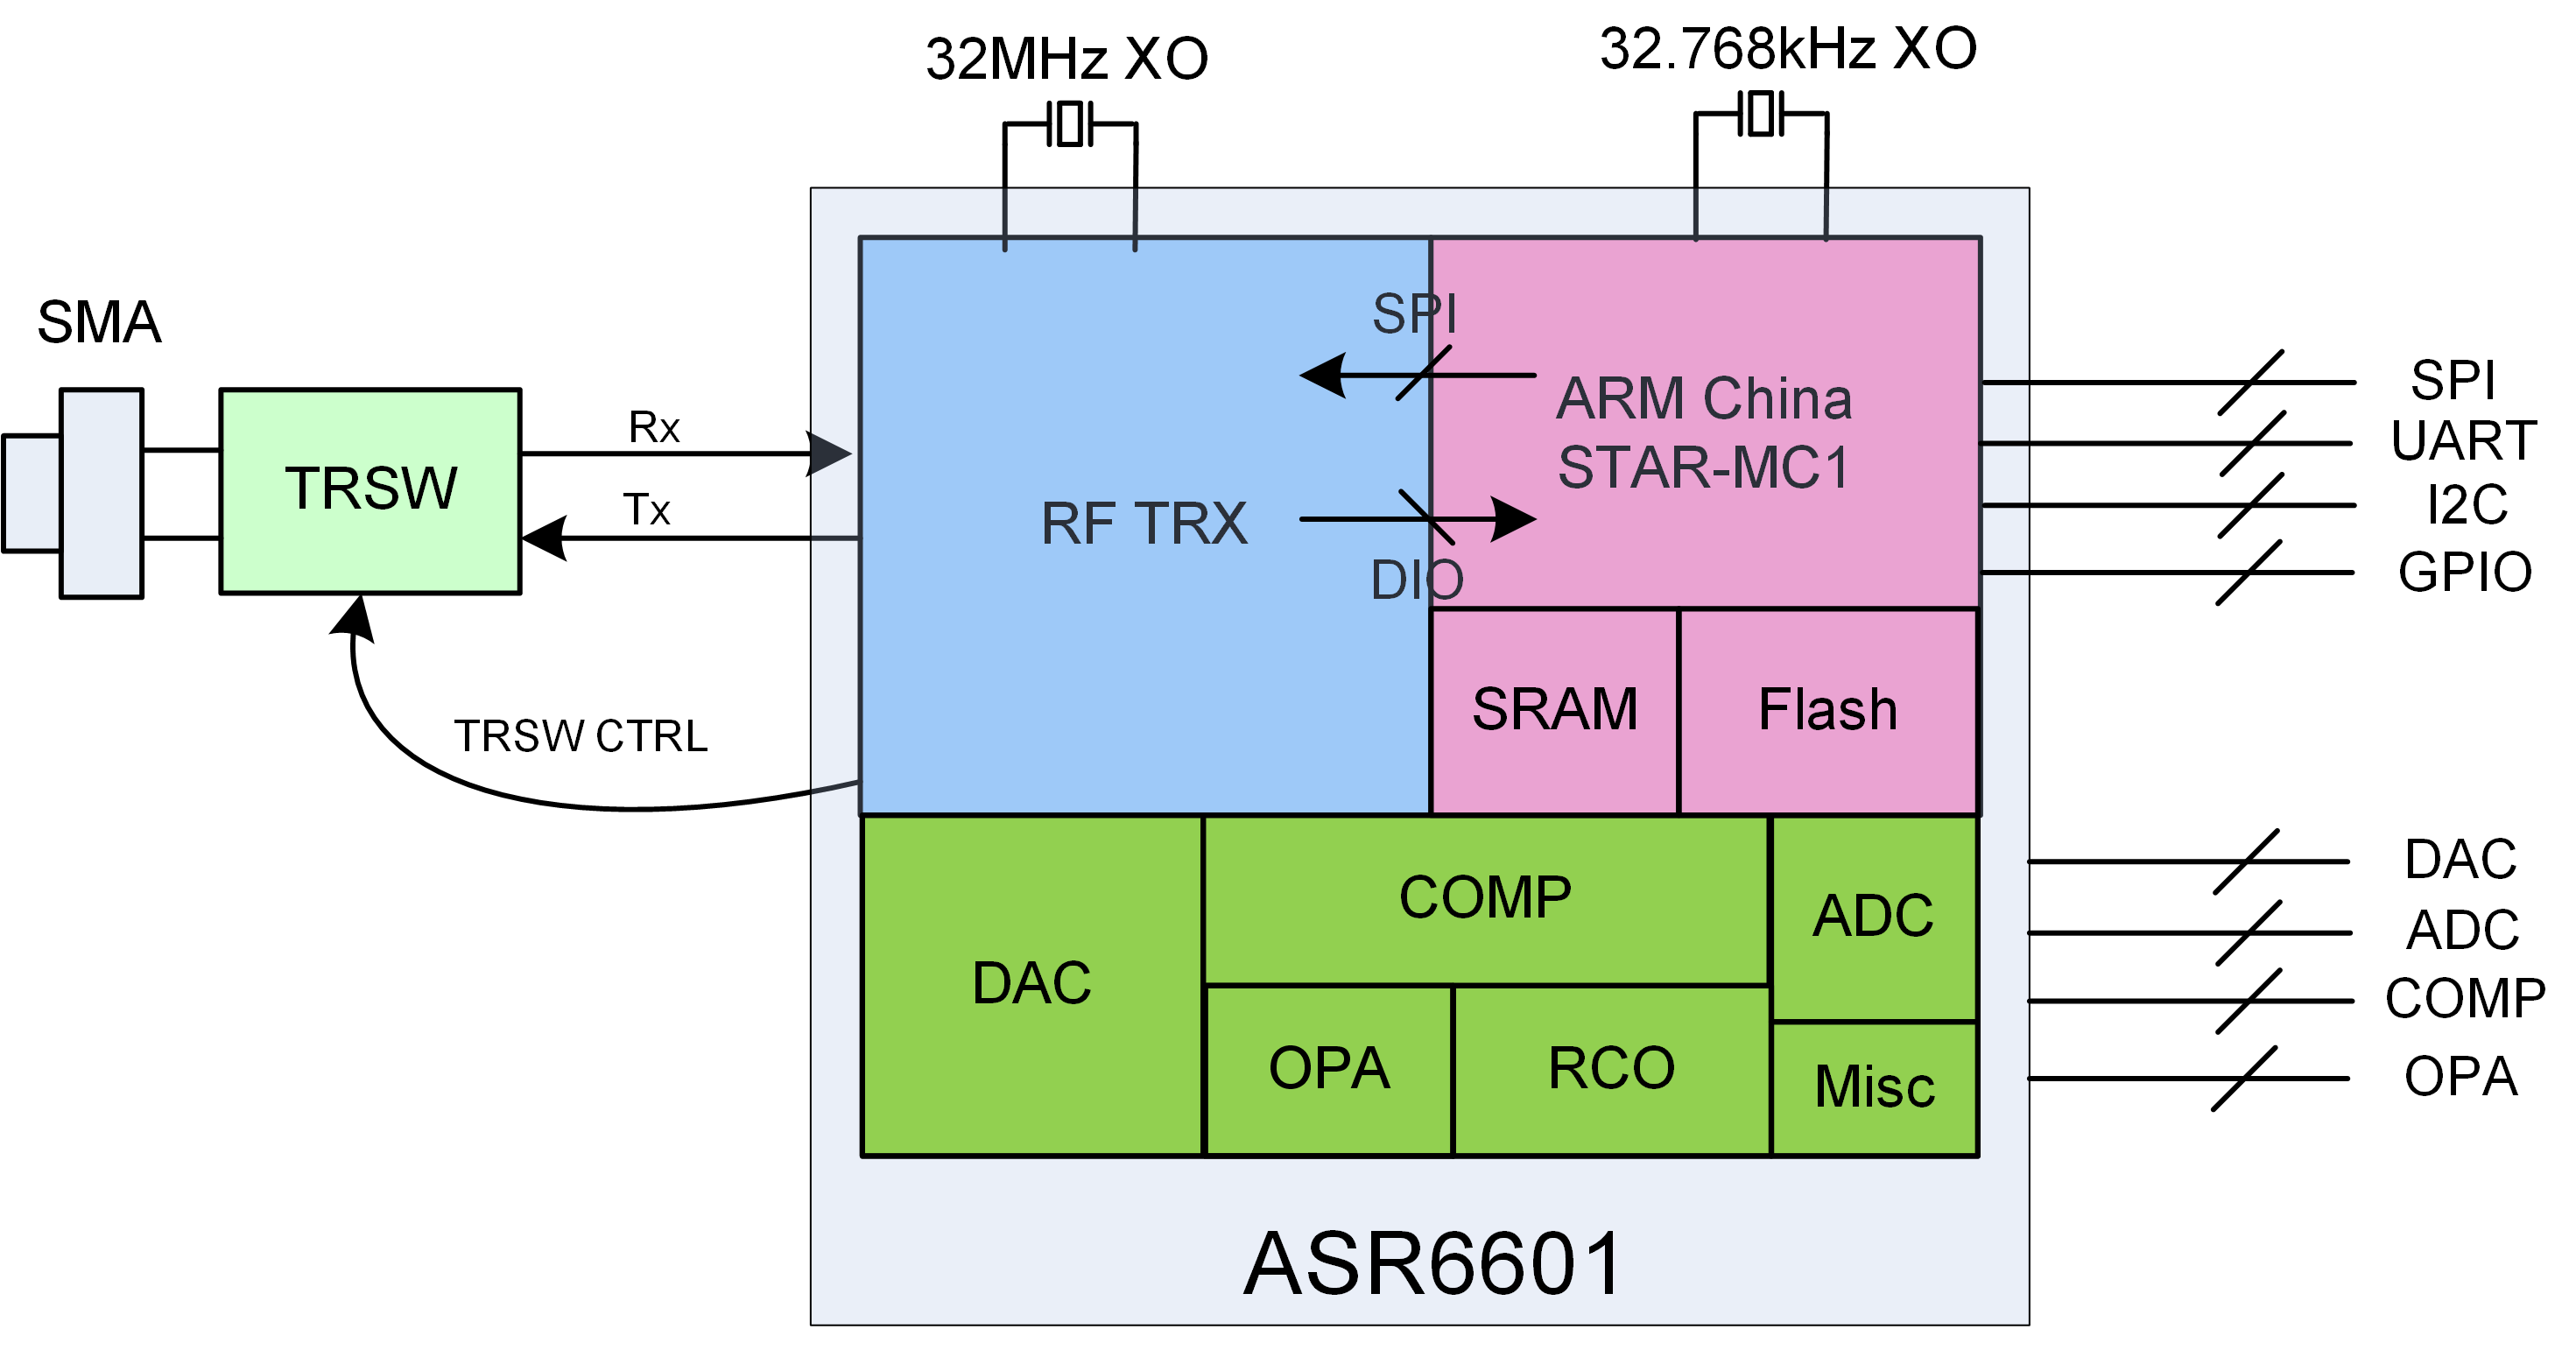 32MHz XO
32.768kHz XO
SMA
TRSW
Rx
Tx
TRSW CTRL
RF TRX
SPI
DIO
ARM China
STAR-MC1
SRAM
Flash
DAC
COMP
ADC
OPA
RCO
Misc
ASR6601
SPI
UART
I2C
GPIO
DAC
ADC
COMP
OPA